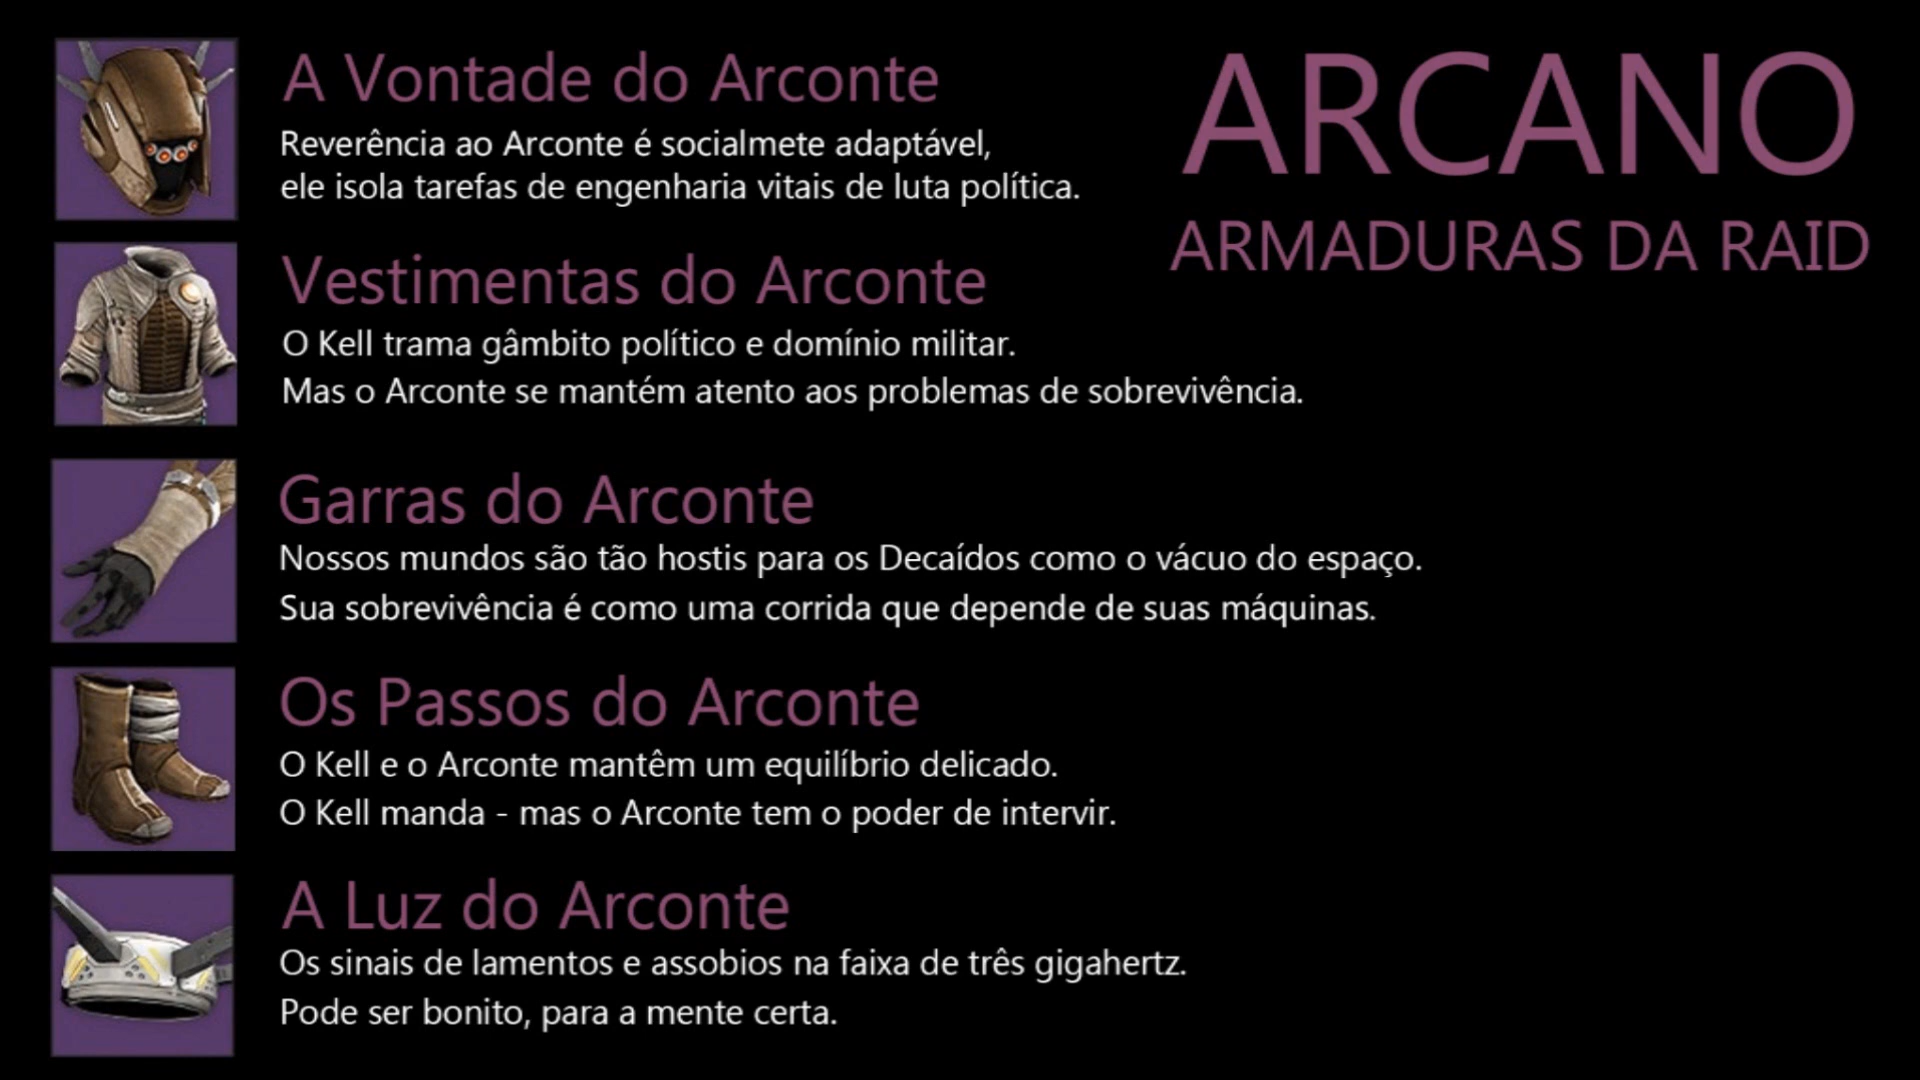 ARCANO
ARMADURAS DA RAID
A Vontade do Arconte
Reverência ao Arconte é socialmete adaptável,
ele isola tarefas de engenharia vitais de luta política.
Vestimentas do Arconte
O Kell trama gâmbito político e domínio militar.
Mas o Arconte se mantém atento aos problemas de sobrevivência.
Garras do Arconte
Nossos mundos são tão hostis para os Decaídos como o vácuo do espaço.
Sua sobrevivência é como uma corrida que depende de suas máquinas.
Os Passos do Arconte
O Kell e o Arconte mantêm um equilíbrio delicado.
O Kell manda - mas o Arconte tem o poder de intervir.
A Luz do Arconte
Os sinais de lamentos e assobios na faixa de três gigahertz.
Pode ser bonito, para a mente certa.